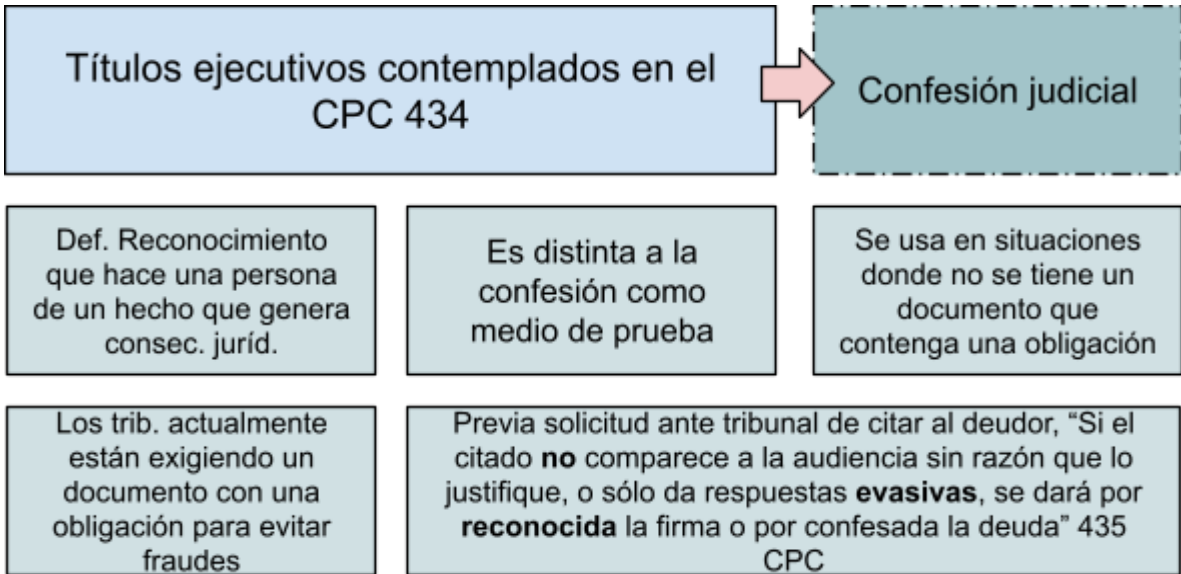 Títulos ejecutivos contemplados en el
CPC 434
Confesión judicial
Def. Reconocimiento
que hace una persona
de un hecho que genera
consec. juríd.
Es distinta a la
confesión como
medio de prueba
Se usa en situaciones
donde no se tiene un
documento que
contenga una obligación
Los trib. actualmente
están exigiendo un
documento con una
obligación para evitar
fraudes
Previa solicitud ante tribunal de citar al deudor, “Si el
citado no comparece a la audiencia sin razón que lo
justifique, o sólo da respuestas evasivas, se dará por
reconocida la firma o por confesada la deuda” 435
CPC